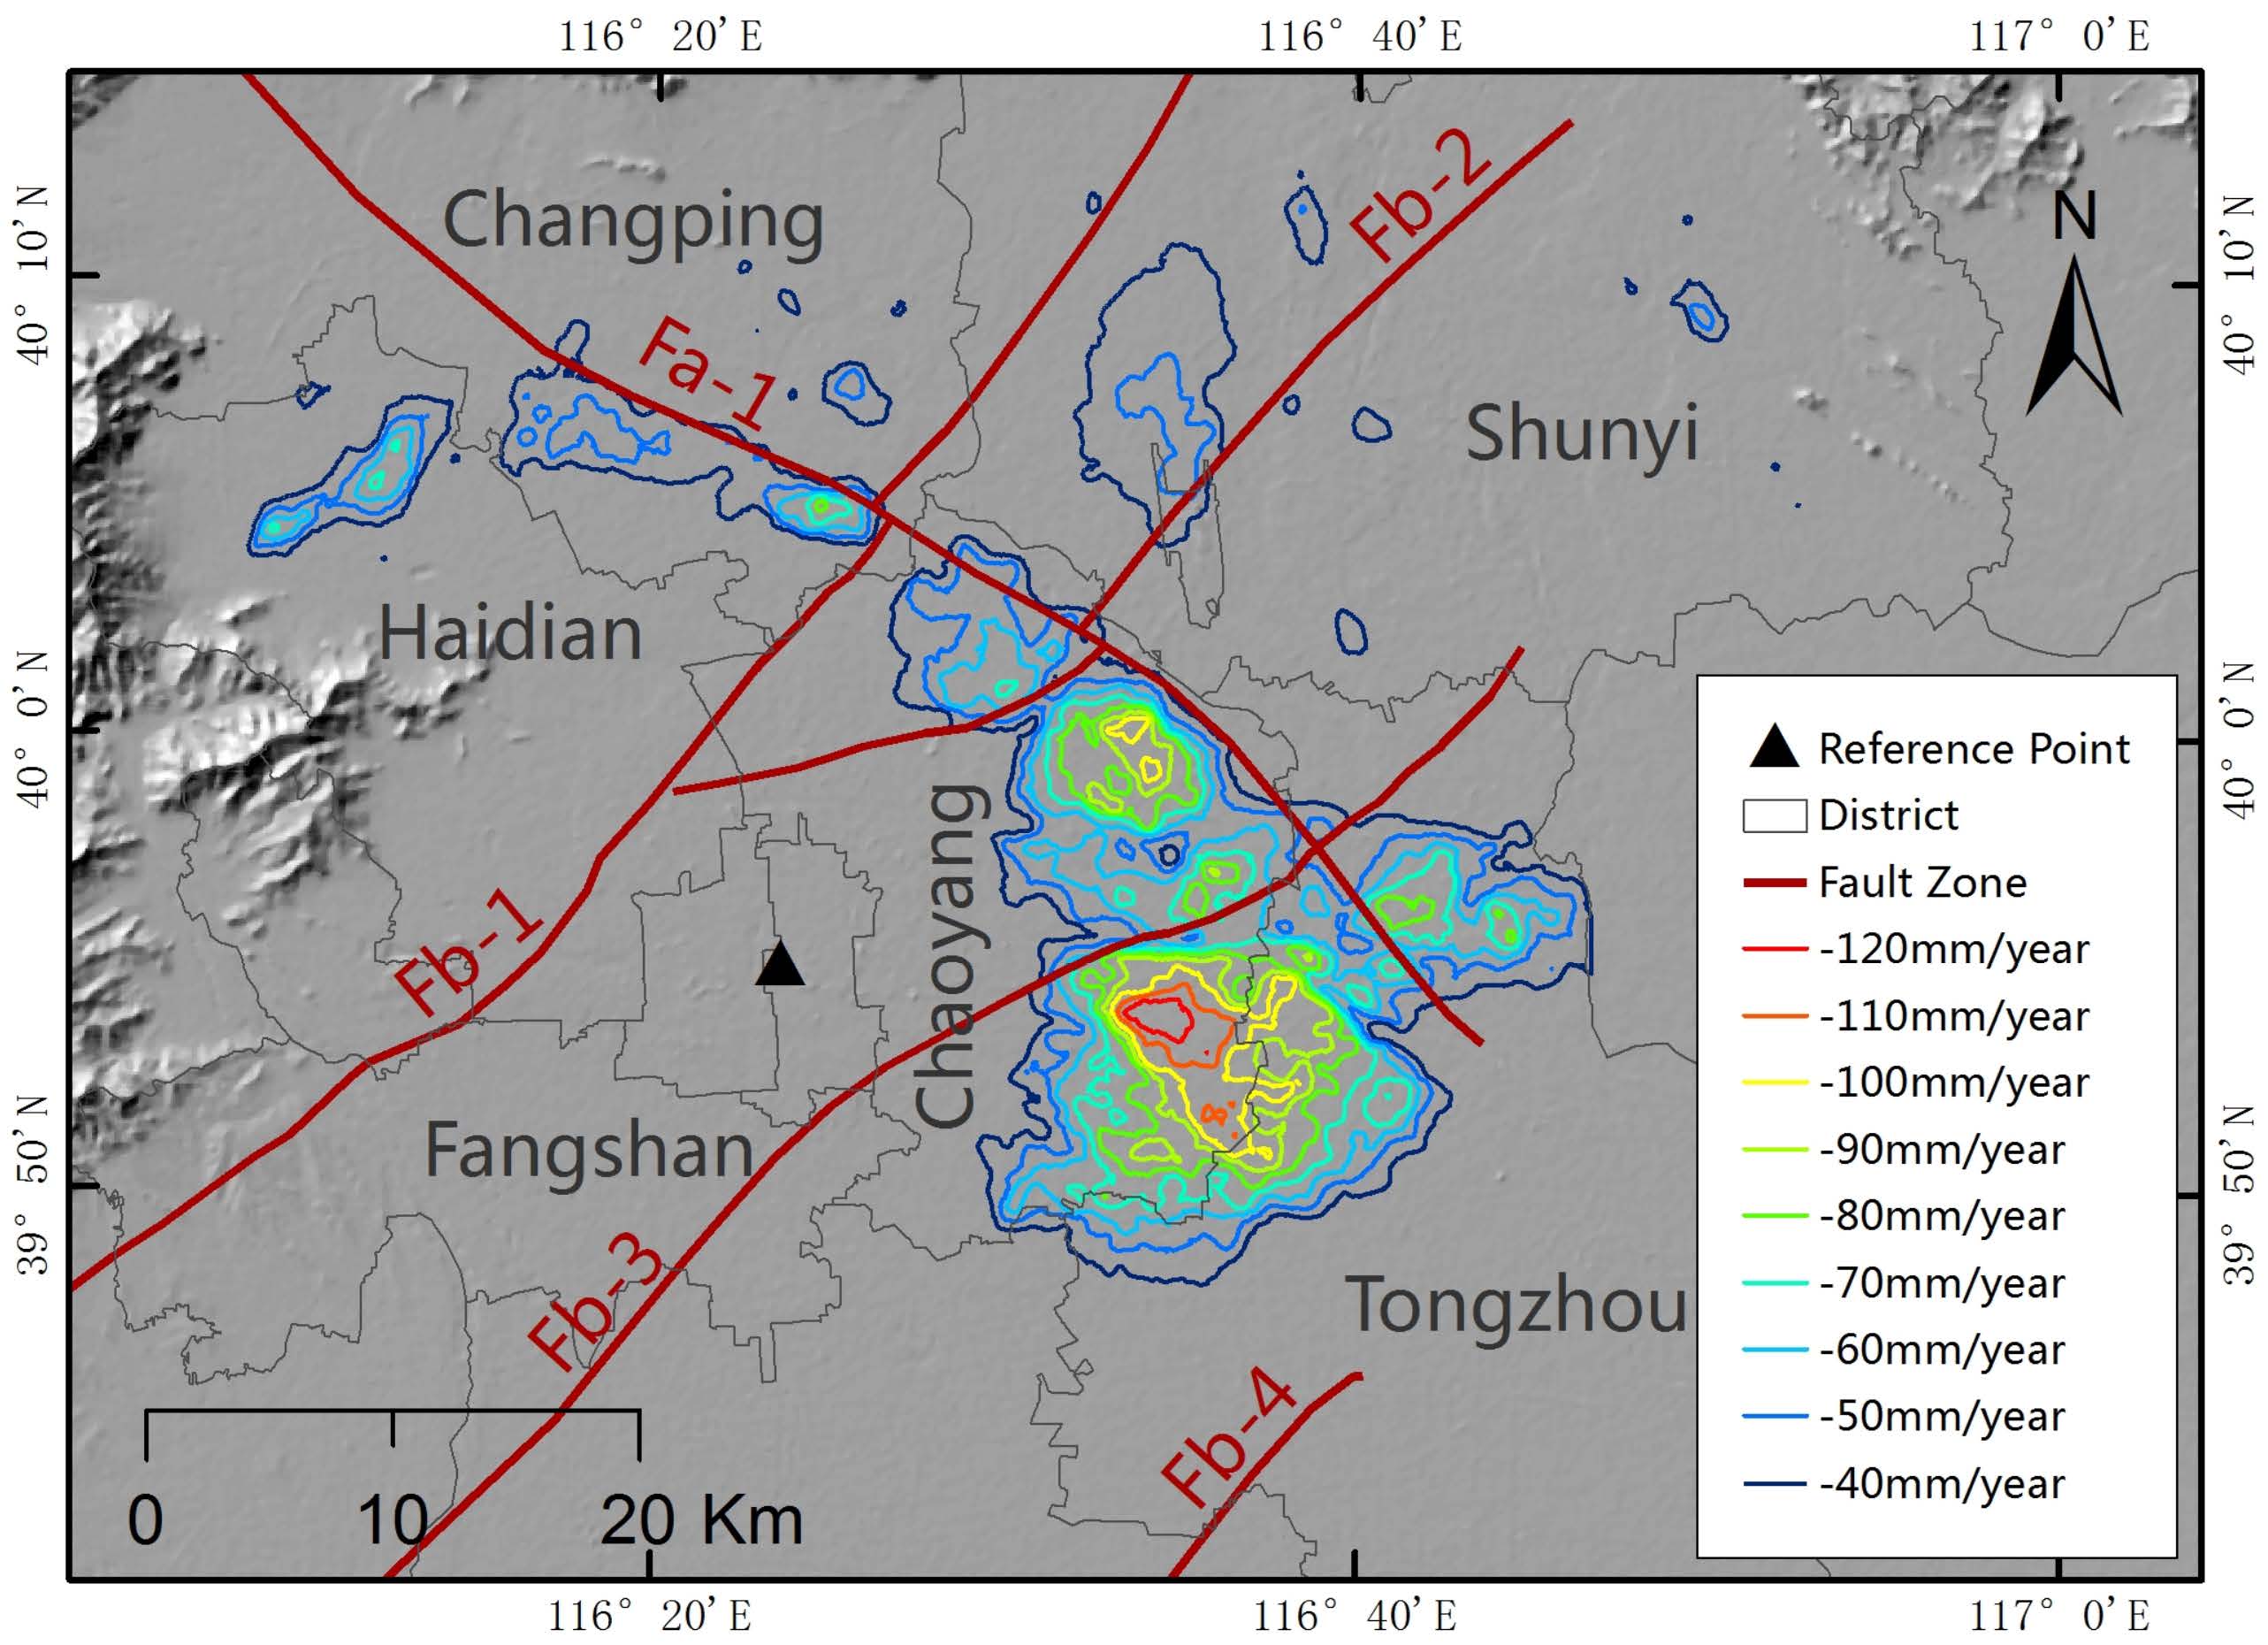 116° 20'E
116° 40'E
117° 0'E
40° 10'N
40° 0'N
39° 50'N
Changping
Fa-1
Fb-2
N
Shunyi
Haidian
Chaoyang
Fb-1
Fangshan
Fb-3
Tongzhou
Fb-4
Reference Point
District
Fault Zone
-120mm/year
-110mm/year
-100mm/year
-90mm/year
-80mm/year
-70mm/year
-60mm/year
-50mm/year
-40mm/year
0 10 20 Km
40° 10'N
40° 0'N
39° 50'N
116° 20'E
116° 40'E
117° 0'E